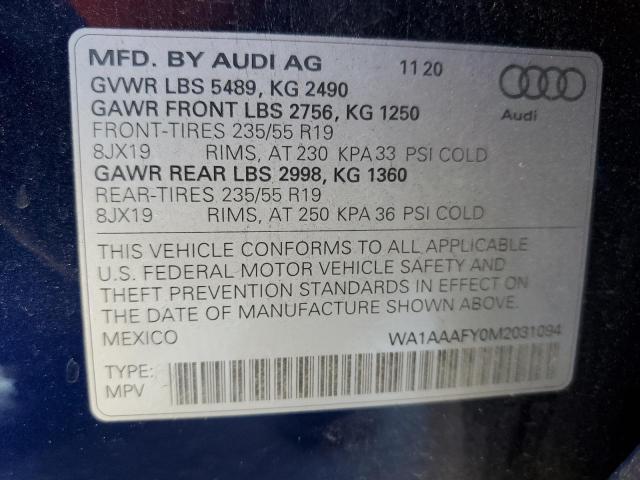 MFD. BY AUDI AG 11 20
GVWR LBS 5489, KG 2490
GAWR FRONT LBS 2756, KG 1250
Audi
FRONT-TIRES 235/55 R19
8JX19 RIMS, AT 230 KPA 33 PSI COLD
GAWR REAR LBS 2998, KG 1360
REAR-TIRES 235/55 R19
8JX19 RIMS, AT 250 KPA 36 PSI COLD
THIS VEHICLE CONFORMS TO ALL APPLICABLE
U.S. FEDERAL MOTOR VEHICLE SAFETY AND
THEFT PREVENTION STANDARDS IN EFFECT ON
THE DATE OF MANUFACTURE SHOWN ABOVE.
MEXICO WA1AAAFY0M2031094
TYPE:
MPV